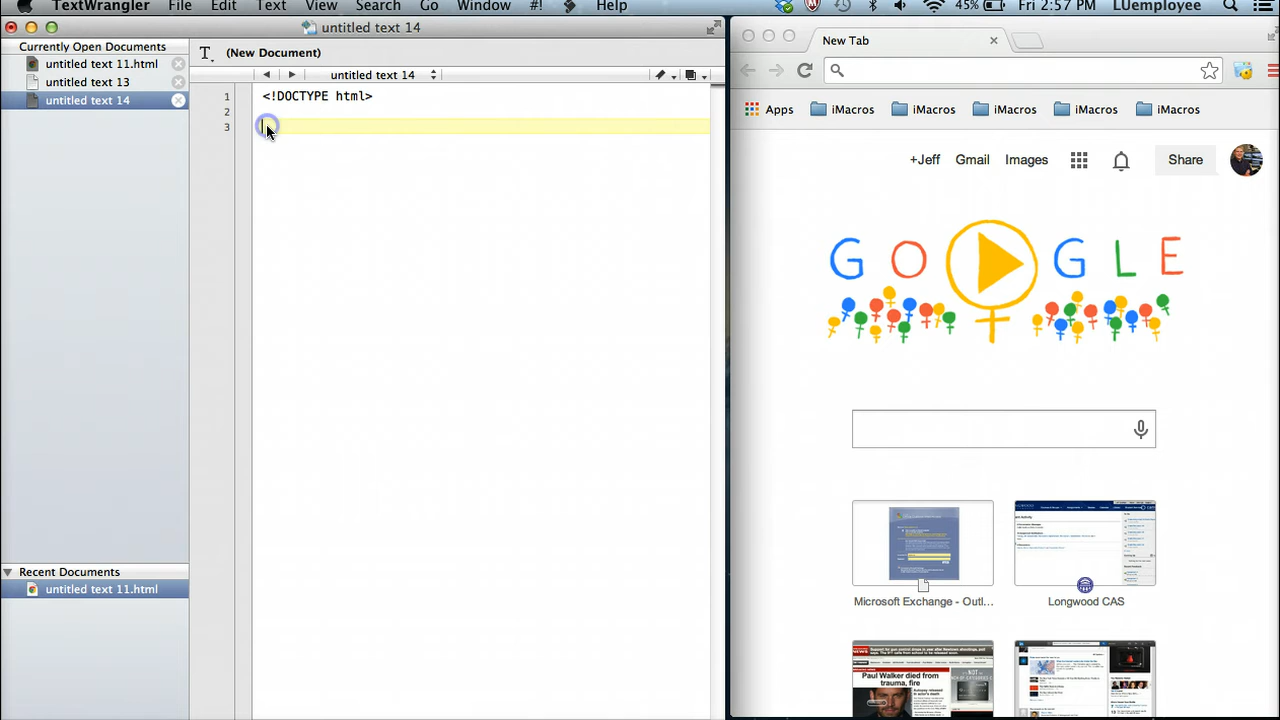 TextWrangler File Edit Text View Search Go Window #! Help 45% Fri 2:57 PM LUemployee
untitled text 14
Currently Open Documents
untitled text 11.html
untitled text 13
untitled text 14
(New Document)
untitled text 14
1 <!DOCTYPE html>
2
3
Recent Documents
untitled text 11.html
New Tab
Apps iMacros iMacros iMacros iMacros iMacros
+Jeff Gmail Images Share
GO GLE
Microsoft Exchange - Outl...
Longwood CAS
Paul Walker died from
trauma, fire